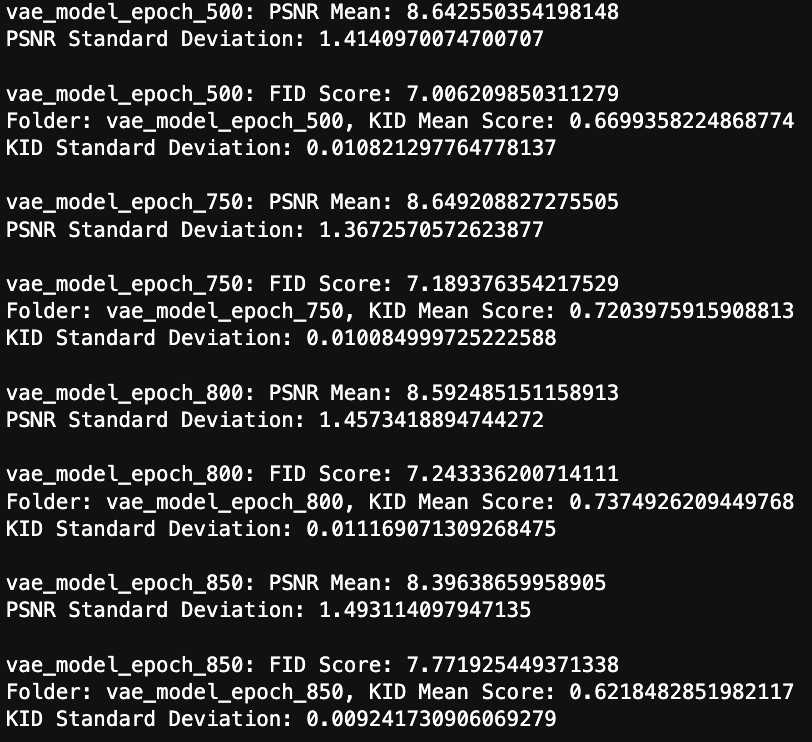 vae_model_epoch_500: PSNR Mean: 8.642550354198148
PSNR Standard Deviation: 1.4140970074700707
vae_model_epoch_500: FID Score: 7.006209850311279
Folder: vae_model_epoch_500, KID Mean Score: 0.6699358224868774
KID Standard Deviation: 0.010821297764778137
vae_model_epoch_750: PSNR Mean: 8.649208827275505
PSNR Standard Deviation: 1.3672570572623877
vae_model_epoch_750: FID Score: 7.189376354217529
Folder: vae_model_epoch_750, KID Mean Score: 0.7203975915908813
KID Standard Deviation: 0.010084999725222588
vae_model_epoch_800: PSNR Mean: 8.592485151158913
PSNR Standard Deviation: 1.4573418894744272
vae_model_epoch_800: FID Score: 7.243336200714111
Folder: vae_model_epoch_800, KID Mean Score: 0.7374926209449768
KID Standard Deviation: 0.011169071309268475
vae_model_epoch_850: PSNR Mean: 8.39638659958905
PSNR Standard Deviation: 1.493114097947135
vae_model_epoch_850: FID Score: 7.771925449371338
Folder: vae_model_epoch_850, KID Mean Score: 0.6218482851982117
KID Standard Deviation: 0.009241730906069279